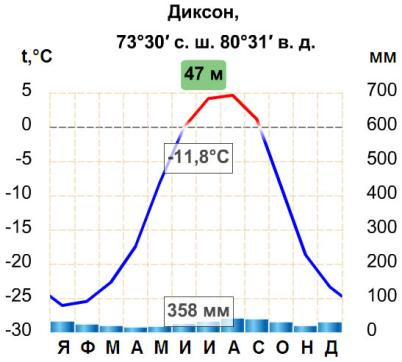 Диксон,
73°30′ с. ш. 80°31′ в. д.
t,°C
47 м
мм
5
700
0
600
-5
500
-11,8°C
-10
400
-15
300
-20
200
-25
100
358 мм
-30
0
Я Ф М А М И И А С О Н Д